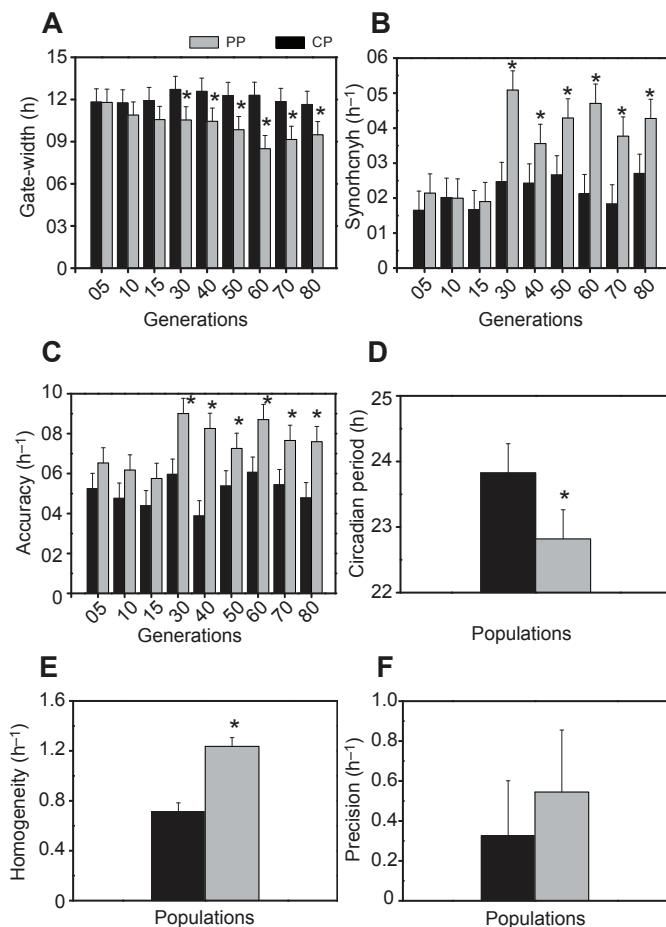 A
PP CP
Gate-width (h)
15
12
09
06
03
0
* * * * * *
05 10 15 30 40 50 60 70 80
Generations
B
Synorhcnyh (h–1)
06
05
04
03
02
01
0
* * * * * *
05 10 15 30 40 50 60 70 80
Generations
C
Accuracy (h–1)
10
08
06
04
02
0
* * * * * *
05 10 15 30 40 50 60 70 80
Generations
D
Circadian period (h)
25
24
23
22
*
Populations
E
Homogeneity (h–1)
1.6
1.2
0.8
0.4
0
*
Populations
F
Precision (h–1)
1.0
0.8
0.6
0.4
0.2
0
Populations